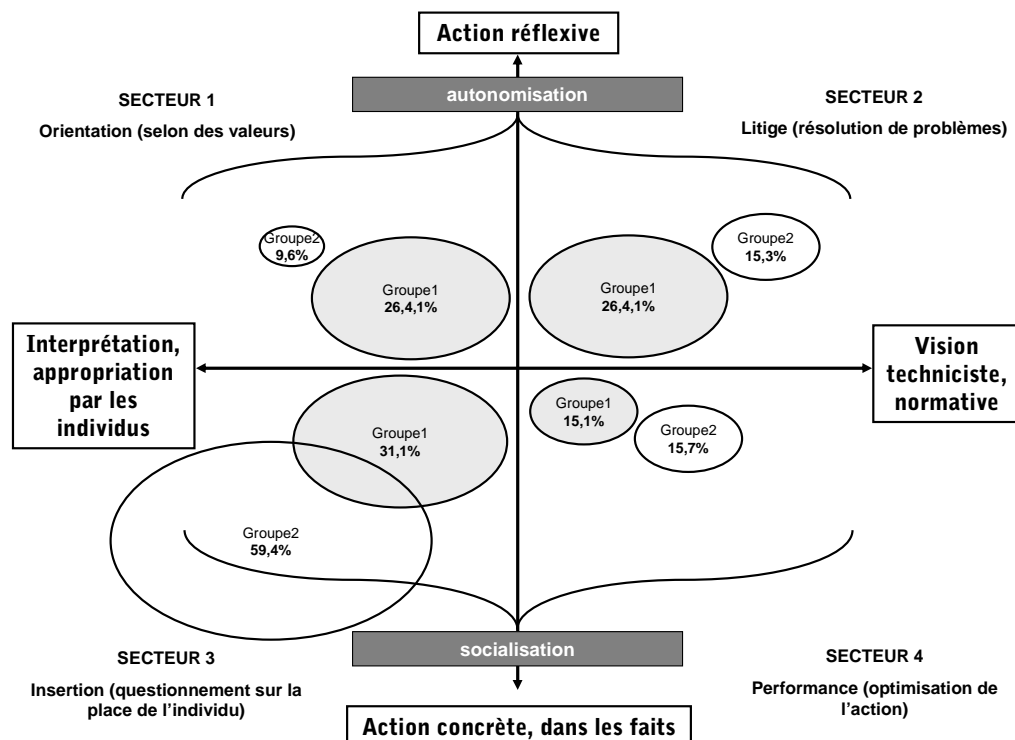 Action réflexive
autonomisation
SECTEUR 1
Orientation (selon des valeurs)
SECTEUR 2
Litige (résolution de problèmes)
Groupe2
9,6%
Groupe1
26,4,1%
Groupe1
26,4,1%
Groupe2
15,3%
Interprétation,
appropriation
par les
individus
Vision
techniciste,
normative
Groupe1
31,1%
Groupe1
15,1%
Groupe2
15,7%
Groupe2
59,4%
socialisation
SECTEUR 3
Insertion (questionnement sur la
place de l’individu)
SECTEUR 4
Performance (optimisation de
l’action)
Action concrète, dans les faits